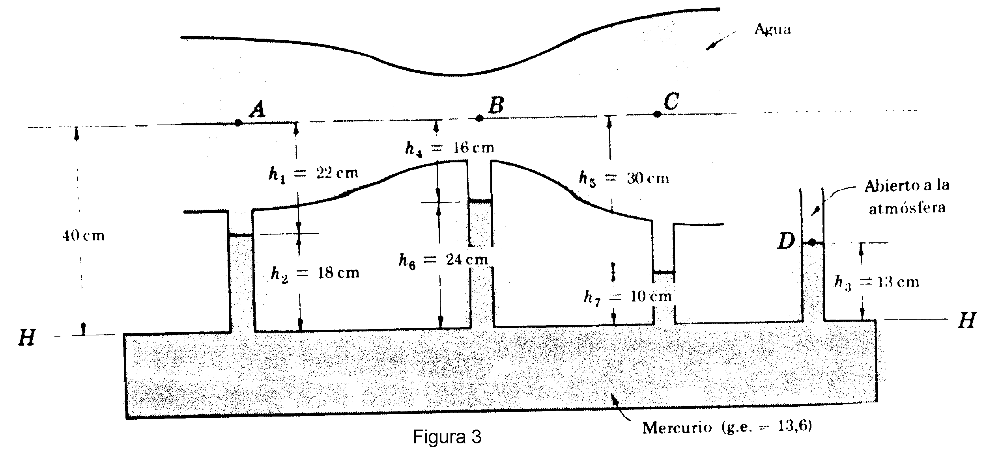 Agua
A
B
C
h₄ = 16 cm
h₁ = 22 cm
h₅ = 30 cm
Abierto a la
atmósfera
40 cm
D
h₆ = 24 cm
h₂ = 18 cm
h₃ = 13 cm
h₇ = 10 cm
H
H
Mercurio (g.e. = 13,6)
Figura 3